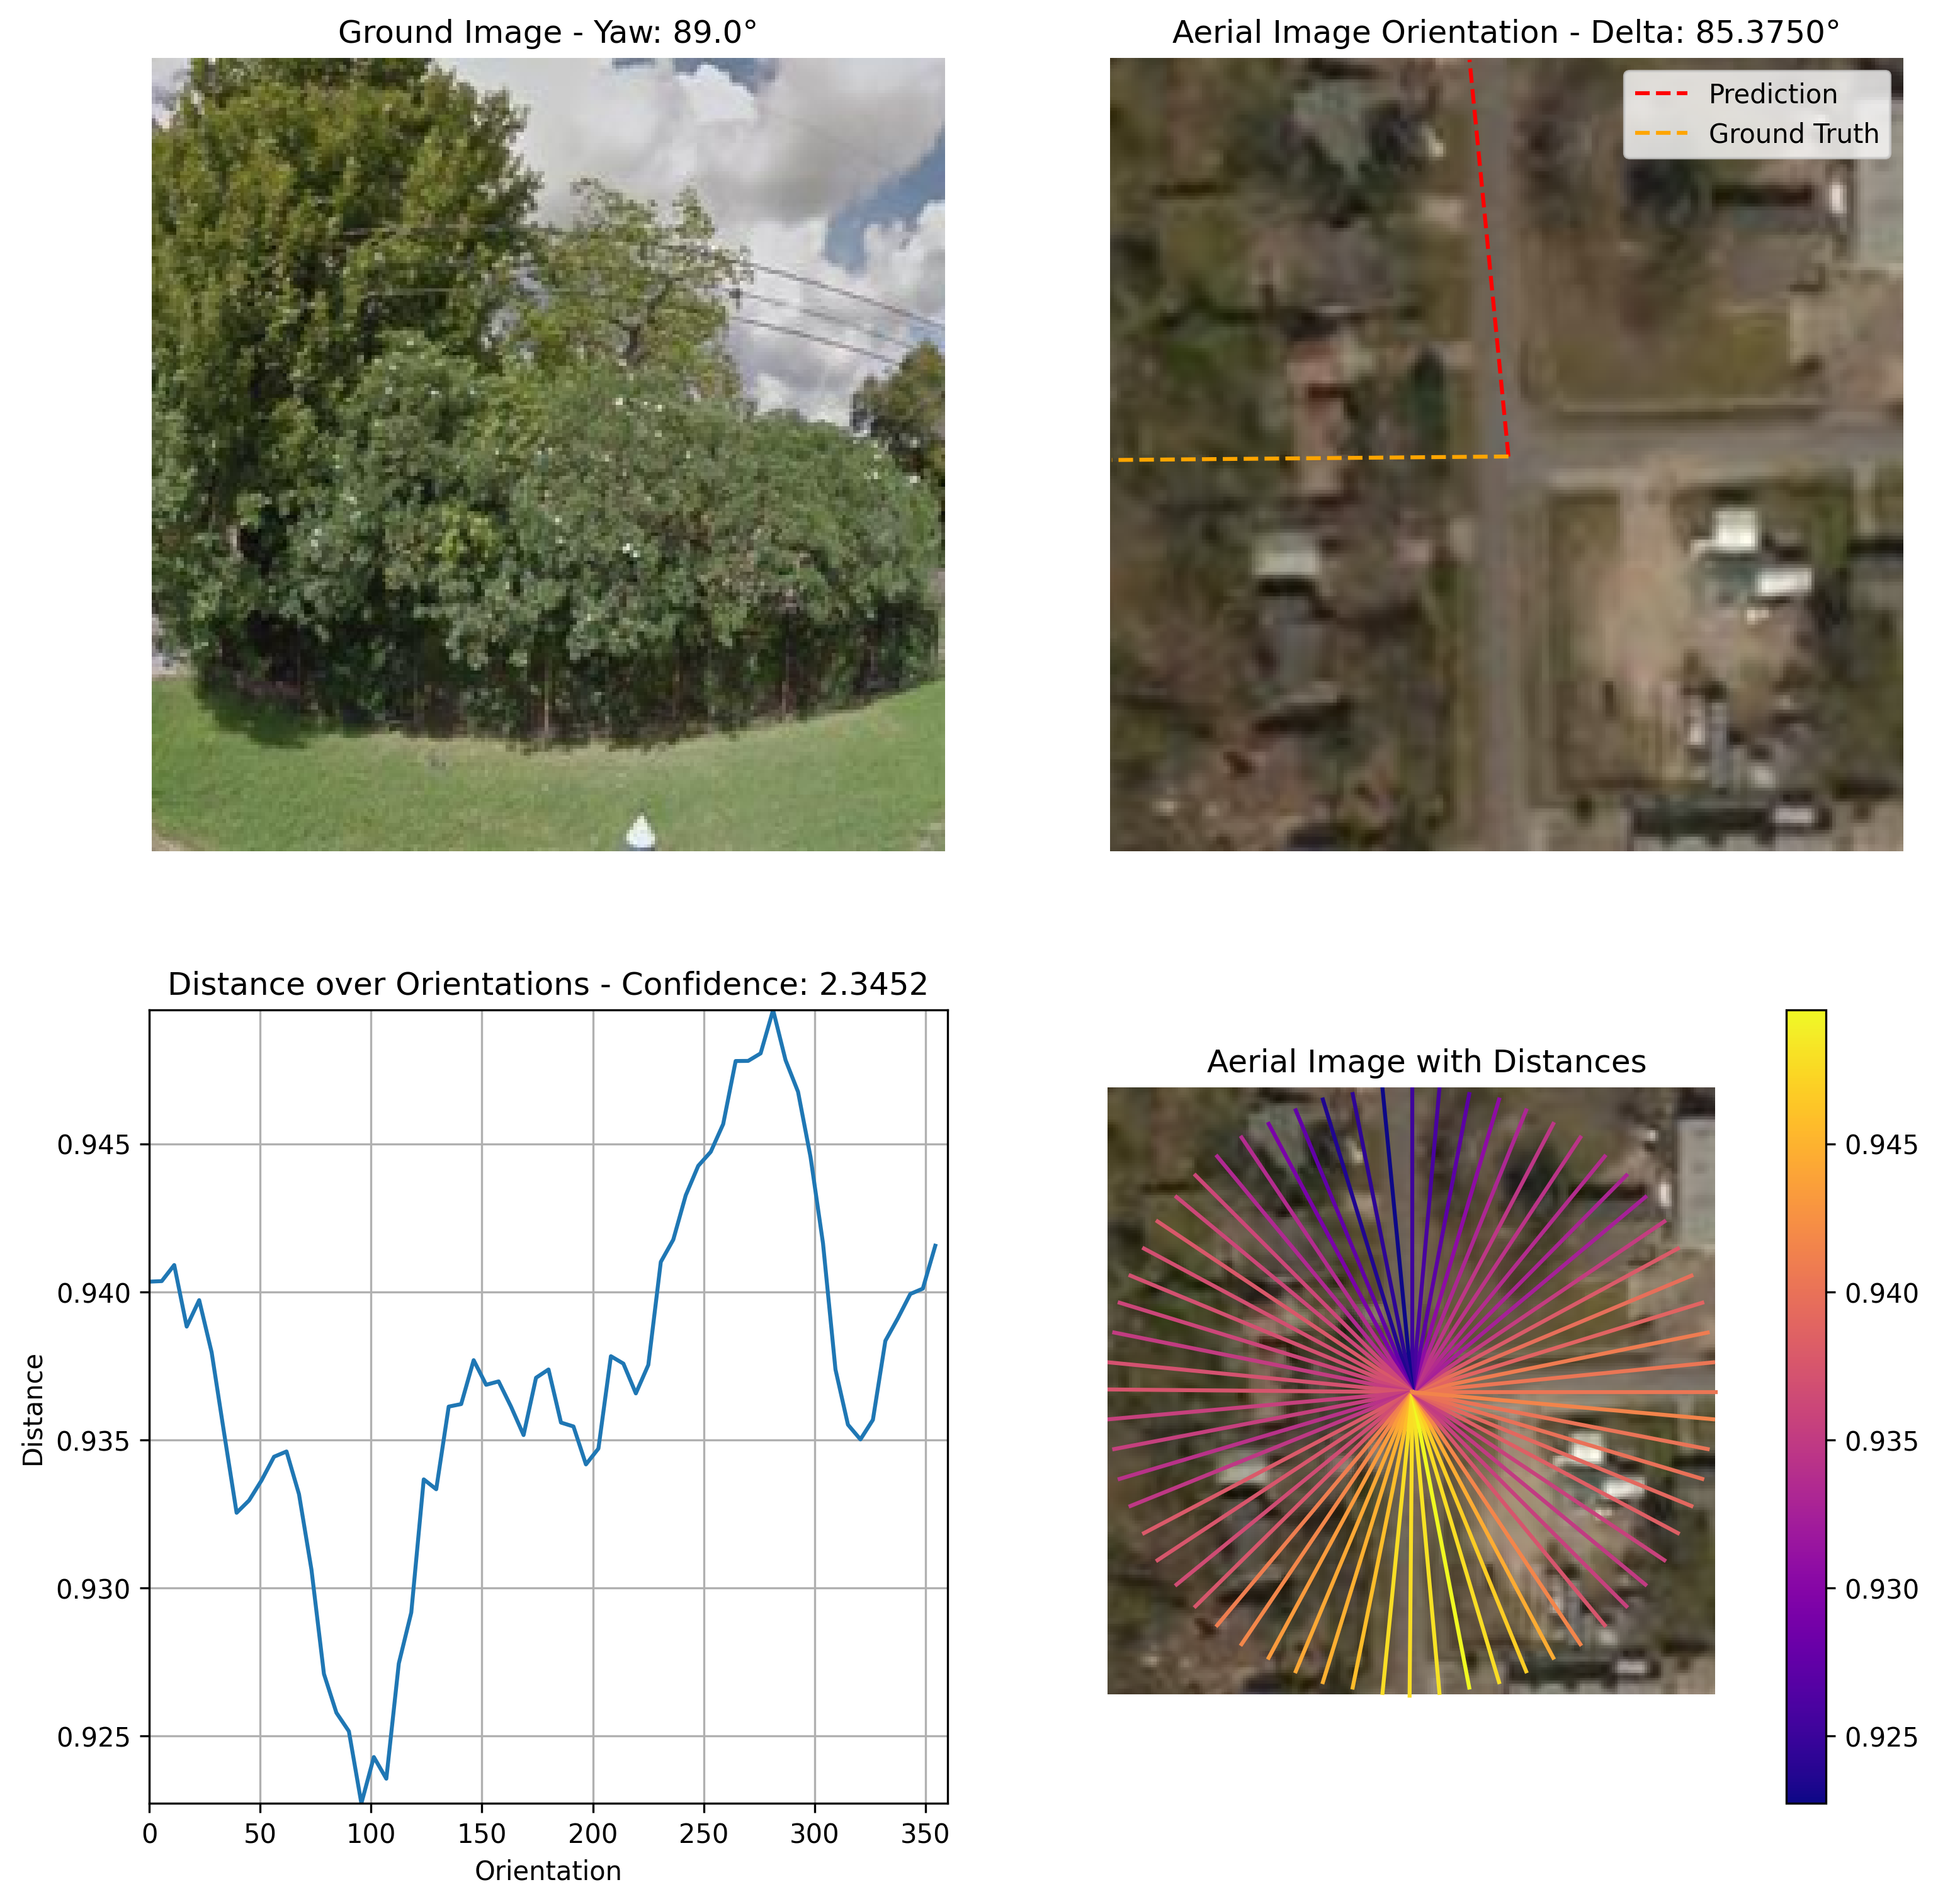 Ground Image - Yaw: 89.0°
Aerial Image Orientation - Delta: 85.3750°
Prediction
Ground Truth
Distance over Orientations - Confidence: 2.3452
0.945
0.940
0.935
0.930
0.925
Distance
0
50
100
150
200
250
300
350
Orientation
Aerial Image with Distances
0.945
0.940
0.935
0.930
0.925